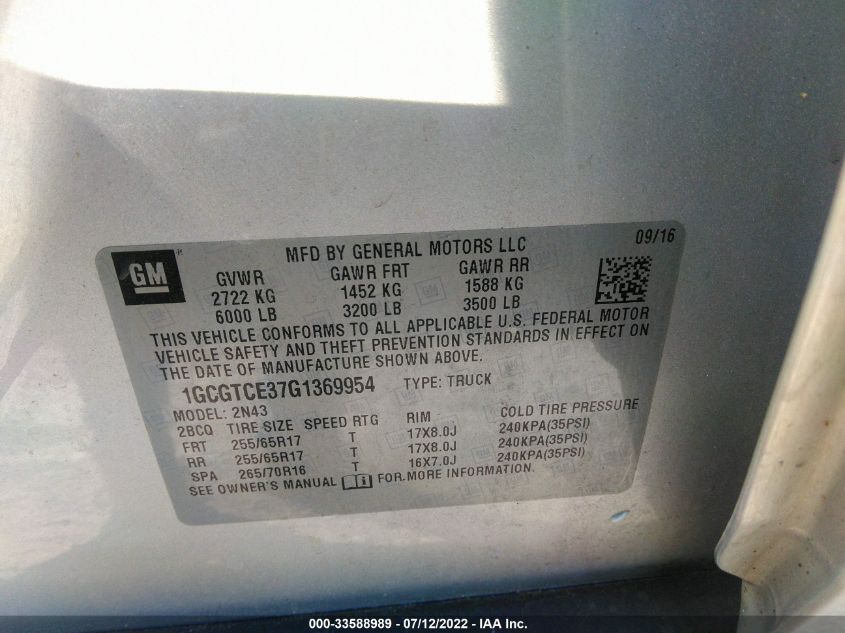 GM
MFD BY GENERAL MOTORS LLC
09/16
GVWR GAWR FRT GAWR RR
2722 KG 1452 KG 1588 KG
6000 LB 3200 LB 3500 LB
THIS VEHICLE CONFORMS TO ALL APPLICABLE U.S. FEDERAL MOTOR
VEHICLE SAFETY AND THEFT PREVENTION STANDARDS IN EFFECT ON
THE DATE OF MANUFACTURE SHOWN ABOVE.
1GCGTCE37G1369954 TYPE: TRUCK
MODEL: 2N43
2BCQ TIRE SIZE SPEED RTG RIM COLD TIRE PRESSURE
FRT 255/65R17 T 17X8.0J 240KPA(35PSI)
RR 255/65R17 T 17X8.0J 240KPA(35PSI)
SPA 265/70R16 T 16X7.0J 240KPA(35PSI)
SEE OWNER'S MANUAL FOR MORE INFORMATION.
000-33588989 - 07/12/2022 - IAA Inc.